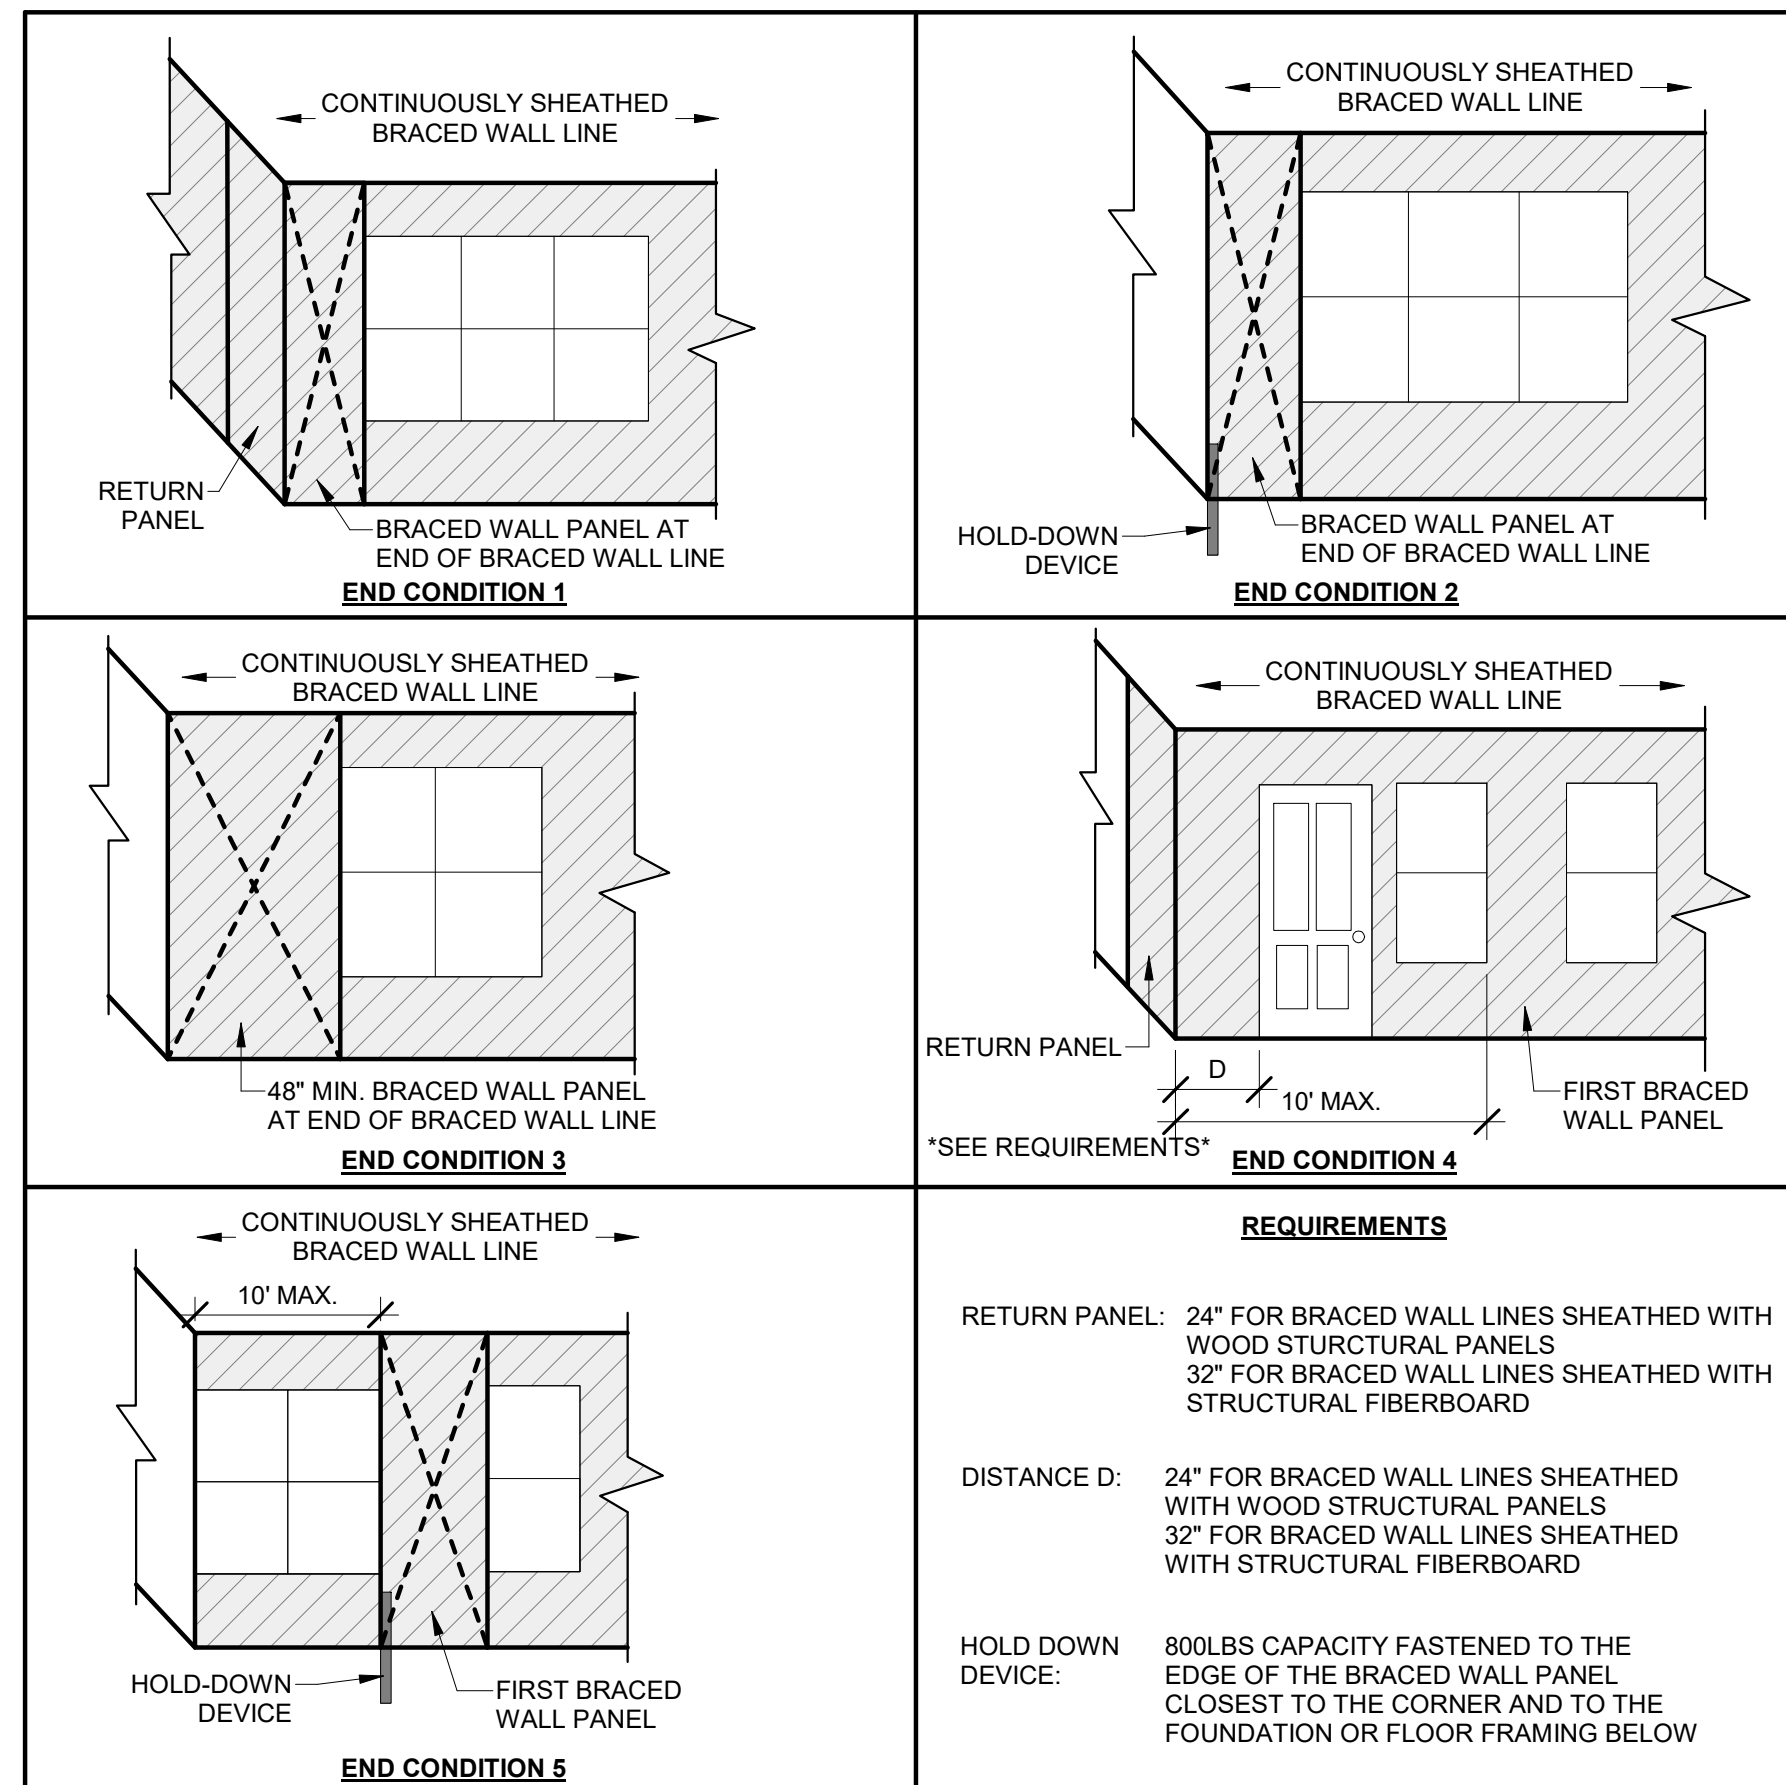 CONTINUOUSLY SHEATHED
BRACED WALL LINE
RETURN
PANEL
BRACED WALL PANEL AT
END OF BRACED WALL LINE
END CONDITION 1
CONTINUOUSLY SHEATHED
BRACED WALL LINE
HOLD-DOWN
DEVICE
BRACED WALL PANEL AT
END OF BRACED WALL LINE
END CONDITION 2
CONTINUOUSLY SHEATHED
BRACED WALL LINE
48" MIN. BRACED WALL PANEL
AT END OF BRACED WALL LINE
END CONDITION 3
CONTINUOUSLY SHEATHED
BRACED WALL LINE
RETURN PANEL
D
10' MAX.
FIRST BRACED
WALL PANEL
*SEE REQUIREMENTS*
END CONDITION 4
CONTINUOUSLY SHEATHED
BRACED WALL LINE
10' MAX.
HOLD-DOWN
DEVICE
FIRST BRACED
WALL PANEL
END CONDITION 5
REQUIREMENTS
RETURN PANEL: 24" FOR BRACED WALL LINES SHEATHED WITH
WOOD STURCTURAL PANELS
32" FOR BRACED WALL LINES SHEATHED WITH
STRUCTURAL FIBERBOARD
DISTANCE D: 24" FOR BRACED WALL LINES SHEATHED
WITH WOOD STRUCTURAL PANELS
32" FOR BRACED WALL LINES SHEATHED
WITH STRUCTURAL FIBERBOARD
HOLD DOWN 800LBS CAPACITY FASTENED TO THE
DEVICE: EDGE OF THE BRACED WALL PANEL
CLOSEST TO THE CORNER AND TO THE
FOUNDATION OR FLOOR FRAMING BELOW